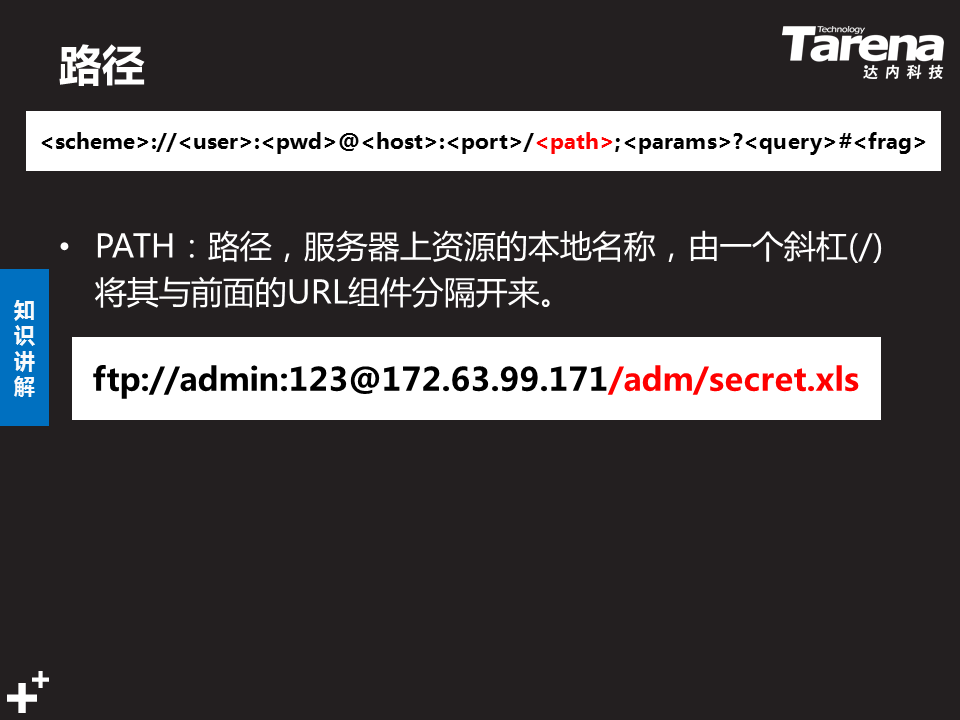 路径
Technology
Tarena
达内科技
<scheme>://<user>:<pwd>@<host>:<port>/<path>;<params>?<query>#<frag>
• PATH：路径，服务器上资源的本地名称，由一个斜杠(/)
将其与前面的URL组件分隔开来。
知
识
讲
解
ftp://admin:123@172.63.99.171/adm/secret.xls